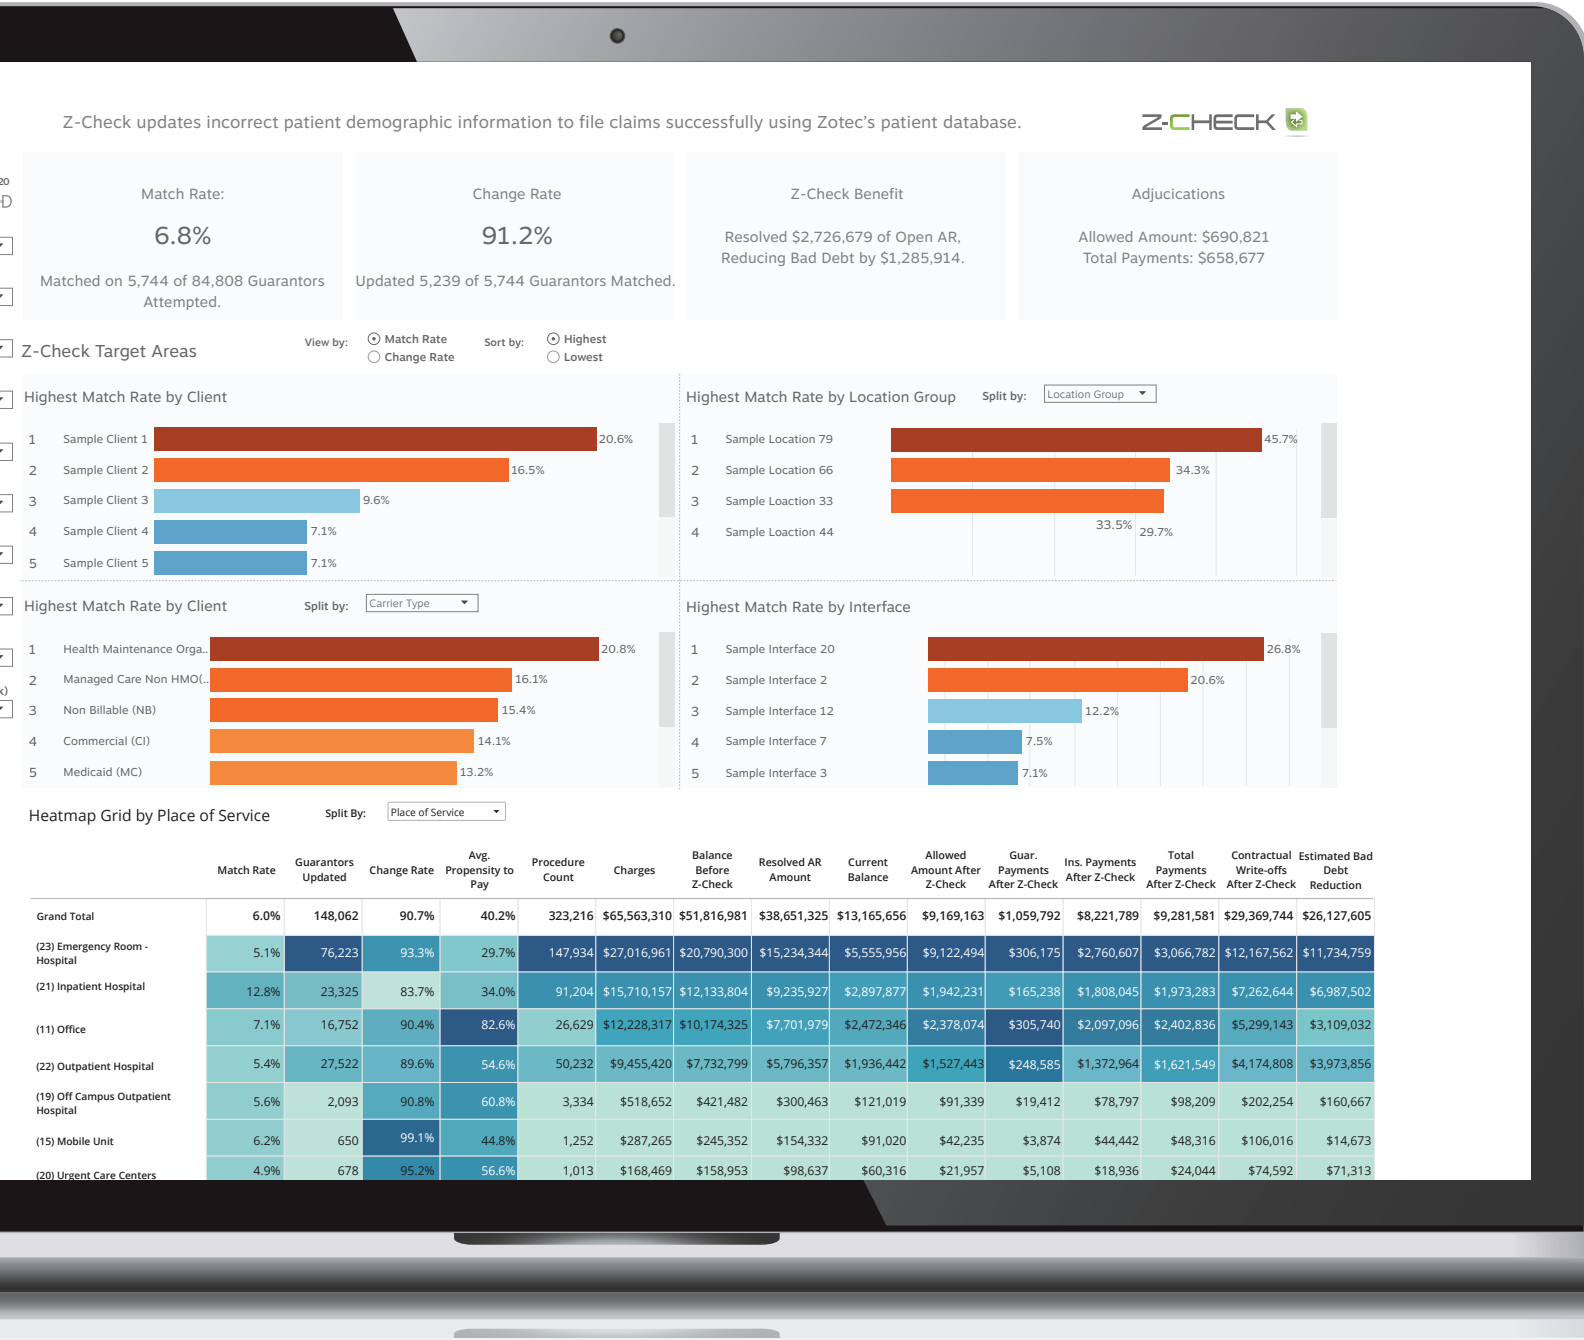 Z-Check updates incorrect patient demographic information to file claims successfully using Zotec's patient database.
Z-CHECK
20
Match Rate:
6.8%
Matched on 5,744 of 84,808 Guarantors
Attempted.
Change Rate
91.2%
Updated 5,239 of 5,744 Guarantors Matched.
Z-Check Benefit
Resolved $2,726,679 of Open AR,
Reducing Bad Debt by $1,285,914.
Adjucications
Allowed Amount: $690,821
Total Payments: $658,677
Z-Check Target Areas
View by:
Match Rate
Change Rate
Sort by:
Highest
Lowest
Highest Match Rate by Client
1 Sample Client 1 20.6%
2 Sample Client 2 16.5%
3 Sample Client 3 9.6%
4 Sample Client 4 7.1%
5 Sample Client 5 7.1%
Highest Match Rate by Location Group Split by: Location Group
1 Sample Location 79 45.7%
2 Sample Location 66 34.3%
3 Sample Loaction 33
33.5%
4 Sample Loaction 44 29.7%
Highest Match Rate by Client Split by: Carrier Type
1 Health Maintenance Orga.. 20.8%
2 Managed Care Non HMO(.. 16.1%
3 Non Billable (NB) 15.4%
4 Commercial (CI) 14.1%
5 Medicaid (MC) 13.2%
Highest Match Rate by Interface
1 Sample Interface 20 26.8%
2 Sample Interface 2 20.6%
3 Sample Interface 12 12.2%
4 Sample Interface 7 7.5%
5 Sample Interface 3 7.1%
Heatmap Grid by Place of Service Split By: Place of Service
Match Rate
Guarantors
Updated
Change Rate
Avg.
Propensity to
Pay
Procedure
Count
Charges
Balance
Before
Z-Check
Resolved AR
Amount
Current
Balance
Allowed
Amount After
Z-Check
Guar.
Payments
After Z-Check
Ins. Payments
After Z-Check
Total
Payments
After Z-Check
Contractual
Write-offs
After Z-Check
Estimated Bad
Debt
Reduction
Grand Total 6.0% 148,062 90.7% 40.2% 323,216 $65,563,310 $51,816,981 $38,651,325 $13,165,656 $9,169,163 $1,059,792 $8,221,789 $9,281,581 $29,369,744 $26,127,605
(23) Emergency Room -
Hospital
5.1% 76,223 93.3% 29.7% 147,934 $27,016,961 $20,790,300 $15,234,344 $5,555,956 $9,122,494 $306,175 $2,760,607 $3,066,782 $12,167,562 $11,734,759
(21) Inpatient Hospital 12.8% 23,325 83.7% 34.0% 91,204 $15,710,157 $12,133,804 $9,235,927 $2,897,877 $1,942,231 $165,238 $1,808,045 $1,973,283 $7,262,644 $6,987,502
(11) Office 7.1% 16,752 90.4% 82.6% 26,629 $12,228,317 $10,174,325 $7,701,979 $2,472,346 $2,378,074 $305,740 $2,097,096 $2,402,836 $5,299,143 $3,109,032
(22) Outpatient Hospital 5.4% 27,522 89.6% 54.6% 50,232 $9,455,420 $7,732,799 $5,796,357 $1,936,442 $1,527,443 $248,585 $1,372,964 $1,621,549 $4,174,808 $3,973,856
(19) Off Campus Outpatient
Hospital
5.6% 2,093 90.8% 60.8% 3,334 $518,652 $421,482 $300,463 $121,019 $91,339 $19,412 $78,797 $98,209 $202,254 $160,667
(15) Mobile Unit 6.2% 650 99.1% 44.8% 1,252 $287,265 $245,352 $154,332 $91,020 $42,235 $3,874 $44,442 $48,316 $106,016 $14,673
(20) Urgent Care Centers 4.9% 678 95.2% 56.6% 1,013 $168,469 $158,953 $98,637 $60,316 $21,957 $5,108 $18,936 $24,044 $74,592 $71,313